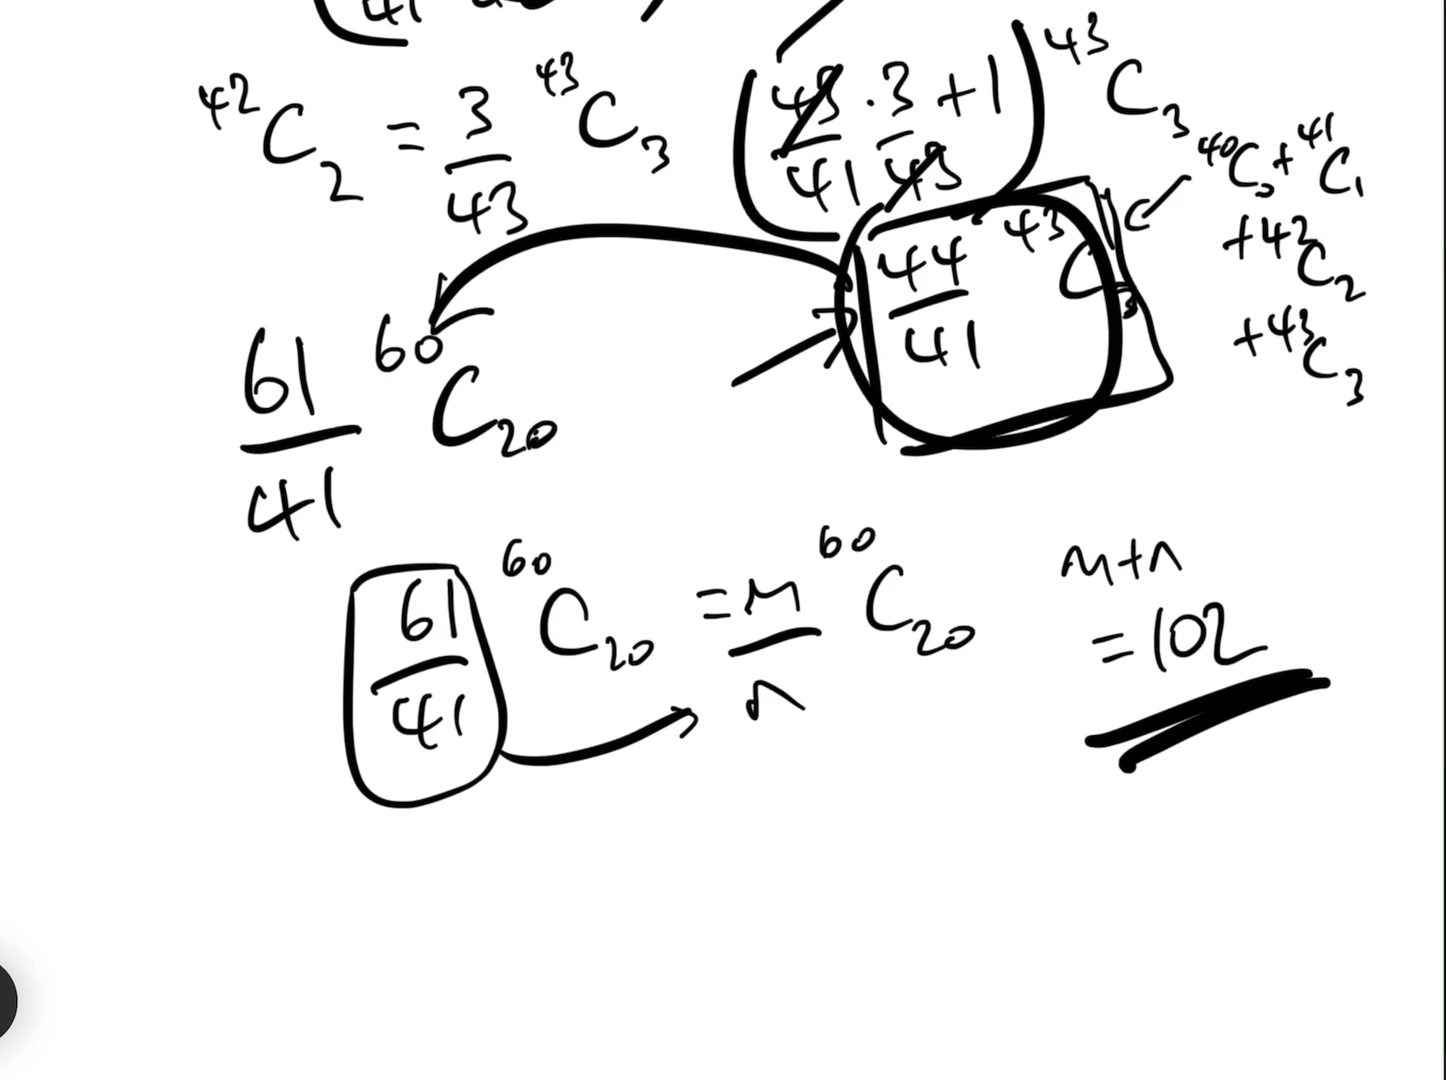 41
⁴²C₂ = 3/43 ⁴³C₃
(43/41 · 3/43 + 1) ⁴³C₃
44/41 ⁴³C₃
⁴⁰C₀ + ⁴¹C₁
+ ⁴²C₂
+ ⁴³C₃
61/41 ⁶⁰C₂₀
61/41 ⁶⁰C₂₀ = m/n ⁶⁰C₂₀
m+n
= 102